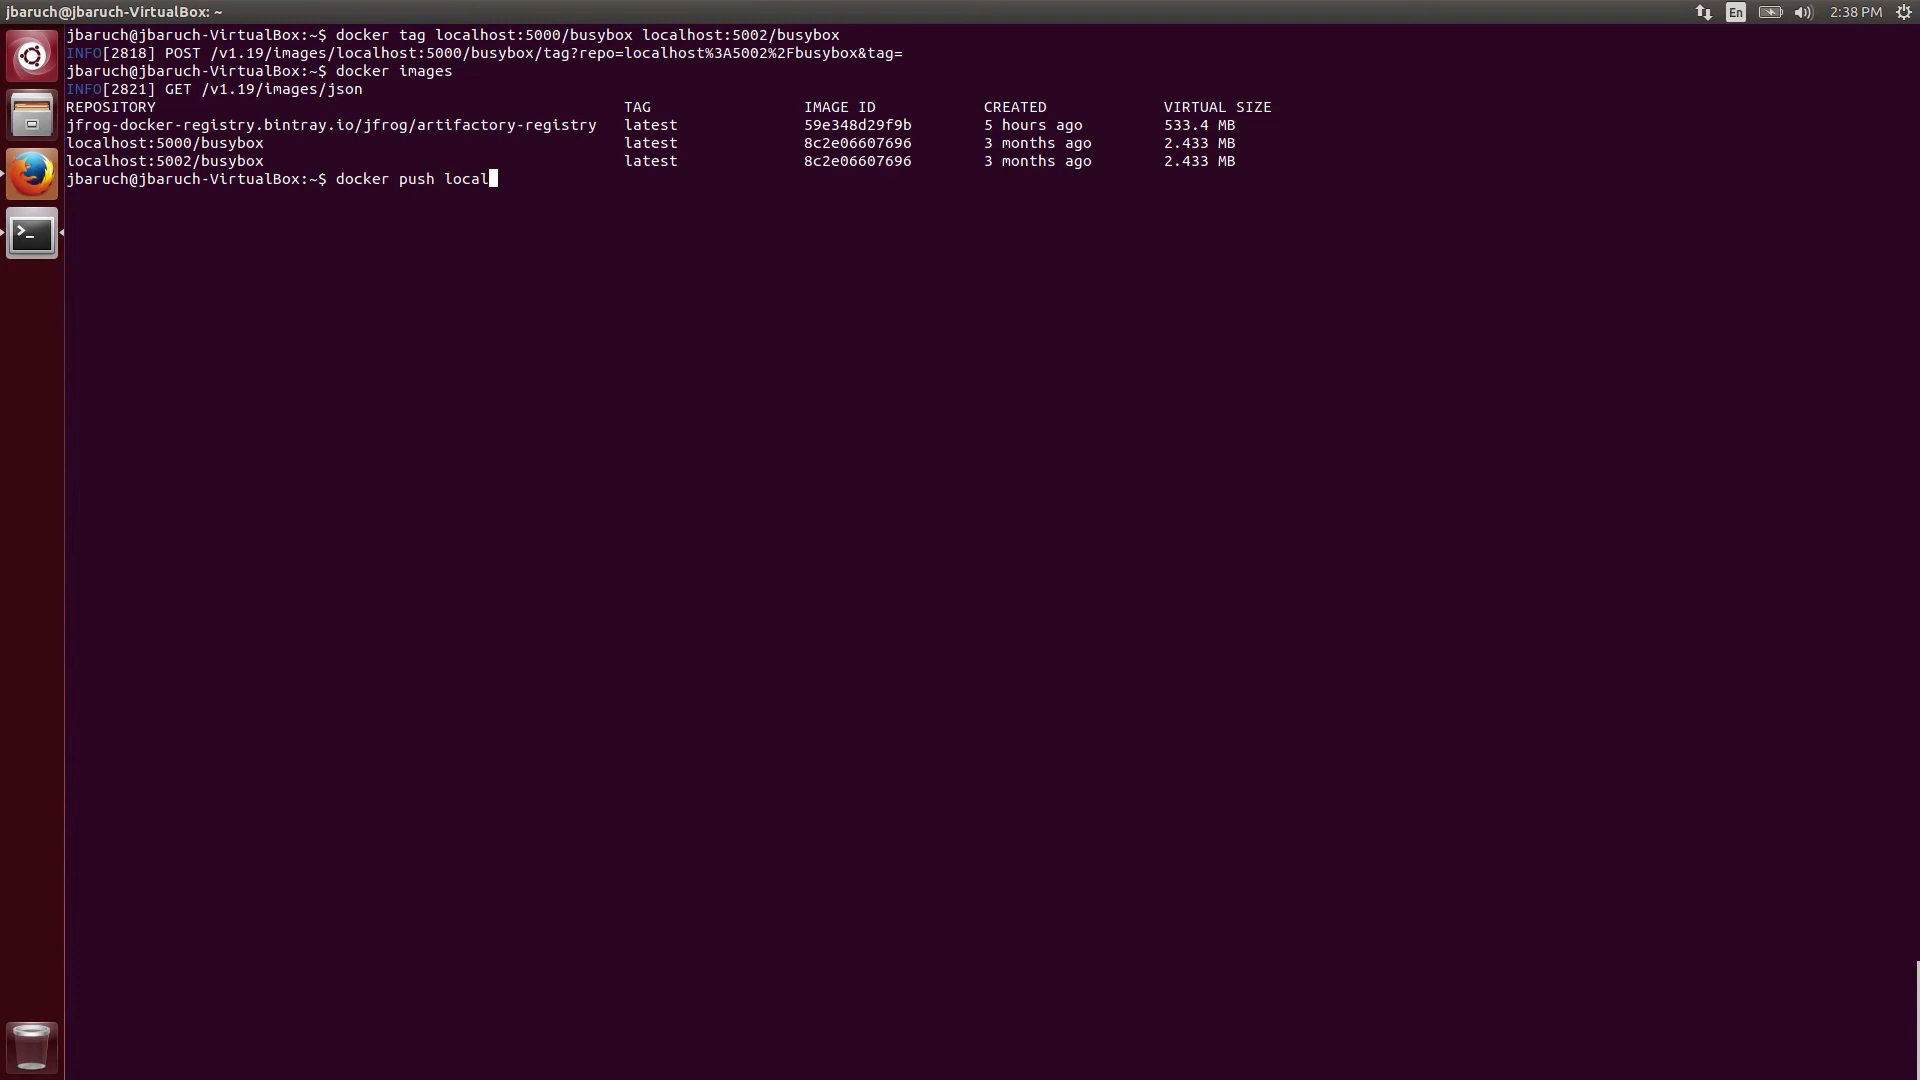 jbaruch@jbaruch-VirtualBox: ~ En 2:38 PM
jbaruch@jbaruch-VirtualBox:~$ docker tag localhost:5000/busybox localhost:5002/busybox
INFO[2818] POST /v1.19/images/localhost:5000/busybox/tag?repo=localhost%3A5002%2Fbusybox&tag=
jbaruch@jbaruch-VirtualBox:~$ docker images
INFO[2821] GET /v1.19/images/json
REPOSITORY TAG IMAGE ID CREATED VIRTUAL SIZE
jfrog-docker-registry.bintray.io/jfrog/artifactory-registry latest 59e348d29f9b 5 hours ago 533.4 MB
localhost:5000/busybox latest 8c2e06607696 3 months ago 2.433 MB
localhost:5002/busybox latest 8c2e06607696 3 months ago 2.433 MB
jbaruch@jbaruch-VirtualBox:~$ docker push local